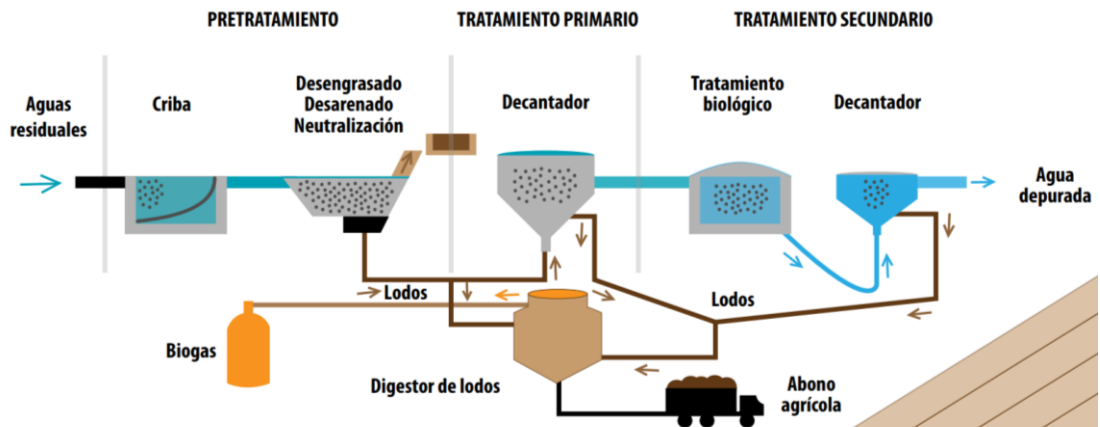 PRETRATAMIENTO
TRATAMIENTO PRIMARIO
TRATAMIENTO SECUNDARIO
Aguas
residuales
Criba
Desengrasado
Desarenado
Neutralización
Decantador
Tratamiento
biológico
Decantador
Agua
depurada
Lodos
Lodos
Biogas
Digestor de lodos
Abono
agrícola